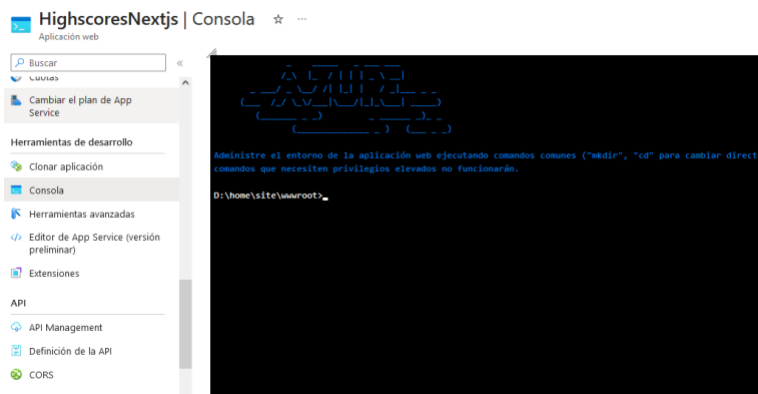 HighscoresNextjs | Consola
Aplicación web
Buscar
Cuotas
Cambiar el plan de App
Service
Herramientas de desarrollo
Clonar aplicación
Consola
Herramientas avanzadas
Editor de App Service (versión
preliminar)
Extensiones
API
API Management
Definición de la API
CORS
Administre el entorno de la aplicación web ejecutando comandos comunes ("mkdir", "cd" para cambiar direct
comandos que necesiten privilegios elevados no funcionarán.
D:\home\site\wwwroot>